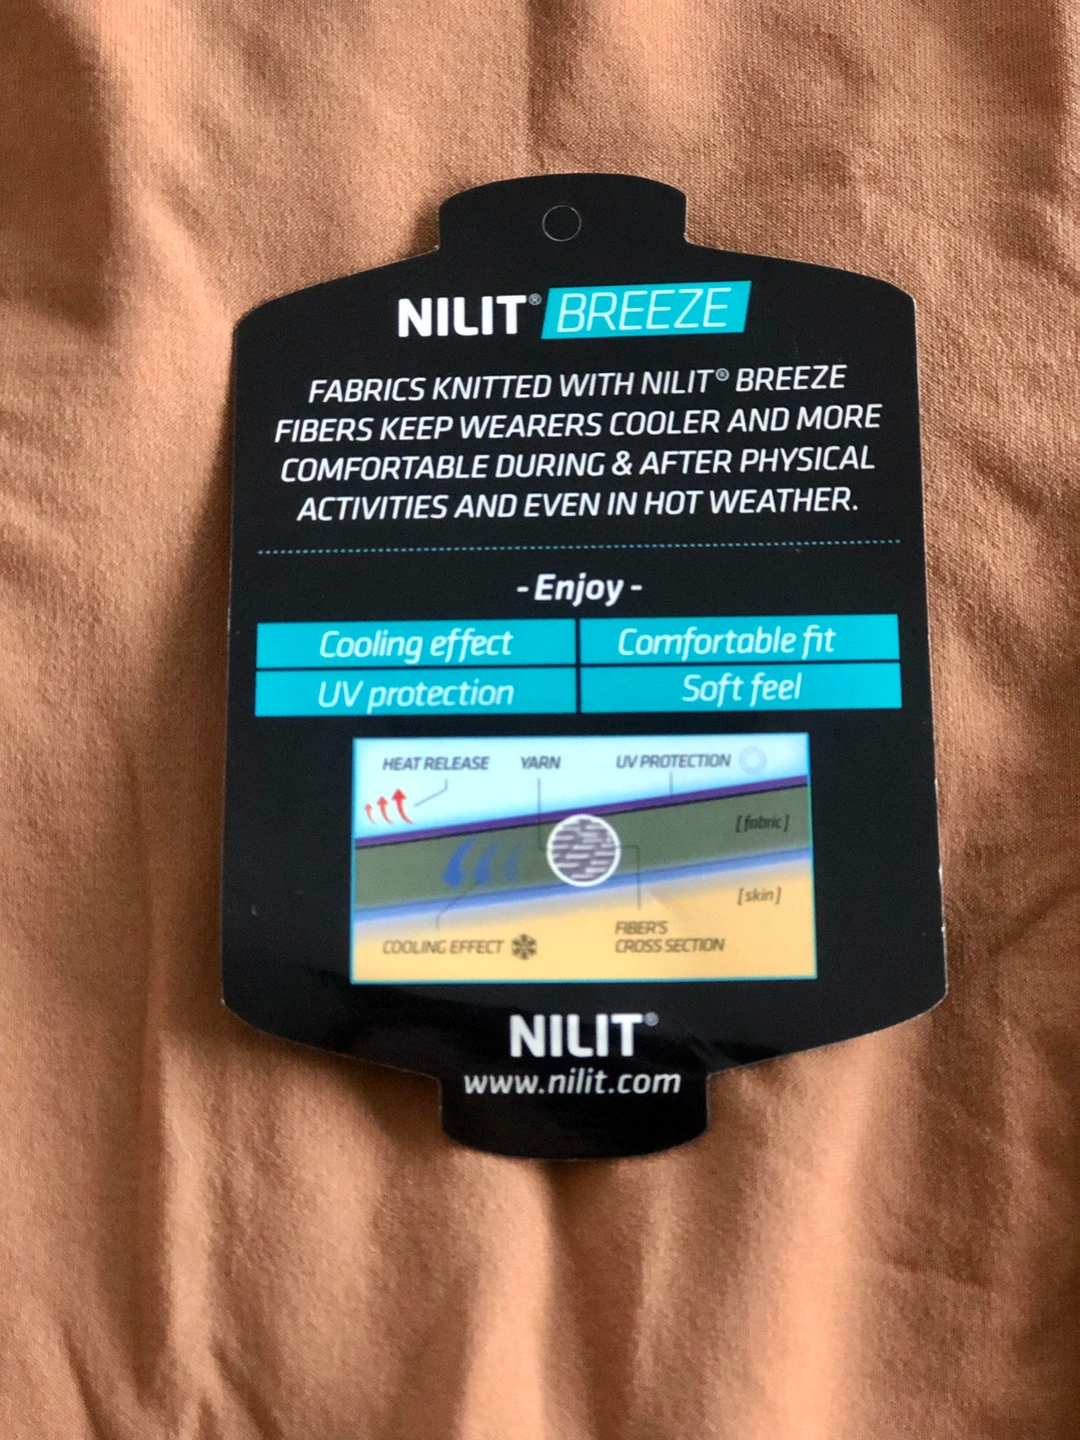 NILIT® BREEZE
FABRICS KNITTED WITH NILIT® BREEZE
FIBERS KEEP WEARERS COOLER AND MORE
COMFORTABLE DURING & AFTER PHYSICAL
ACTIVITIES AND EVEN IN HOT WEATHER.
- Enjoy -
Cooling effect
Comfortable fit
UV protection
Soft feel
HEAT RELEASE
YARN
UV PROTECTION
[fabric]
[skin]
COOLING EFFECT
FIBER'S
CROSS SECTION
NILIT®
www.nilit.com